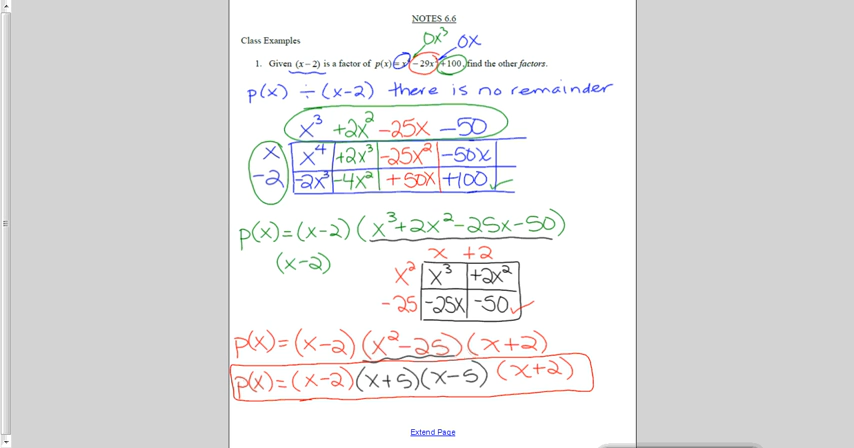 NOTES 6.6
Class Examples
0x³ 0x
1. Given (x – 2) is a factor of p(x) = x⁴ – 29x² + 100, find the other factors.
p(x) ÷ (x-2) there is no remainder
x³ +2x² -25x -50
x x⁴ +2x³ -25x² -50x
-2 -2x³ -4x² +50x +100 ✓
p(x) = (x-2) (x³+2x²-25x-50)
(x-2)
x +2
x² x³ +2x²
-25 -25x -50 ✓
p(x) = (x-2) (x²-25) (x+2)
p(x) = (x-2) (x+5)(x-5) (x+2)
Extend Page